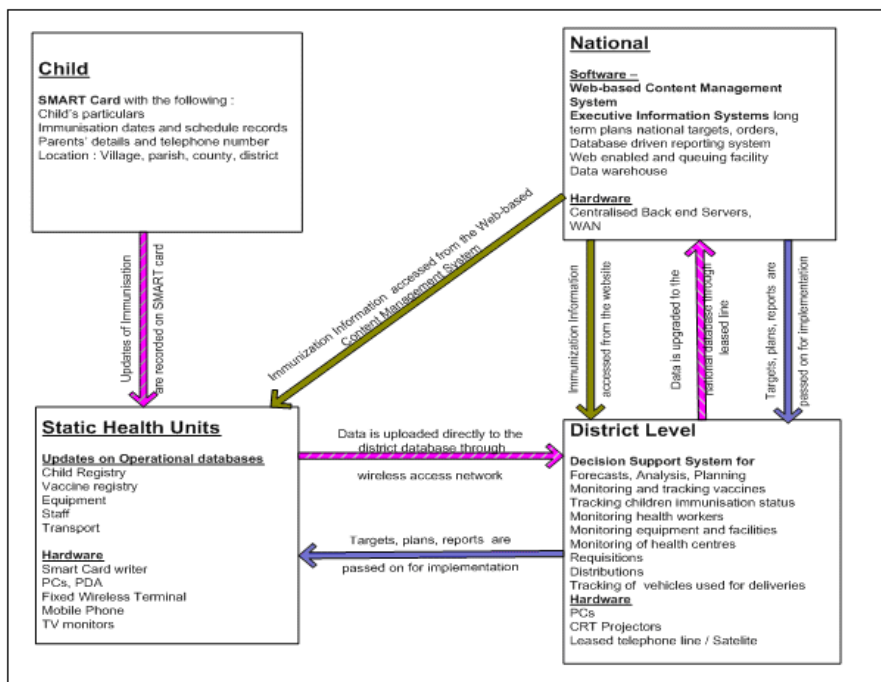 Child
SMART Card with the following :
Child's particulars
Immunisation dates and schedule records
Parents' details and telephone number
Location : Village, parish, county, district
National
Software –
Web-based Content Management
System
Executive Information Systems long
term plans national targets, orders,
Database driven reporting system
Web enabled and queuing facility
Data warehouse
Hardware
Centralised Back end Servers,
WAN
Updates of Immunisation
are recorded on SMART card
Immunization Information accessed from the Web-based
Content Management System
Immunization Information
accessed from the website
Data is upgraded to the
national database through
leased line
Targets, plans, reports are
passed on for implementation
Static Health Units
Updates on Operational databases
Child Registry
Vaccine registry
Equipment
Staff
Transport
Hardware
Smart Card writer
PCs, PDA
Fixed Wireless Terminal
Mobile Phone
TV monitors
Data is uploaded directly to the
district database through
wireless access network
Targets, plans, reports are
passed on for implementation
District Level
Decision Support System for
Forecasts, Analysis, Planning
Monitoring and tracking vaccines
Tracking children immunisation status
Monitoring health workers
Monitoring equipment and facilities
Monitoring of health centres
Requisitions
Distributions
Tracking of vehicles used for deliveries
Hardware
PCs
CRT Projectors
Leased telephone line / Satelite